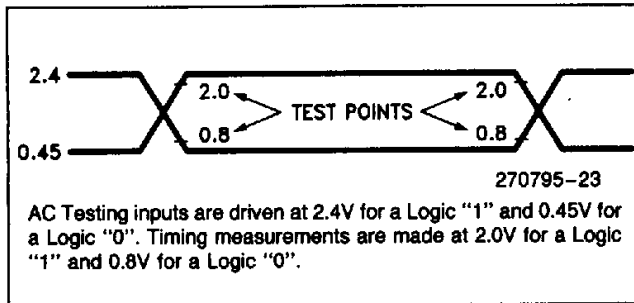 2.4
2.0 2.0
TEST POINTS
0.8 0.8
0.45
270795-23
AC Testing inputs are driven at 2.4V for a Logic “1” and 0.45V for
a Logic “0”. Timing measurements are made at 2.0V for a Logic
“1” and 0.8V for a Logic “0”.